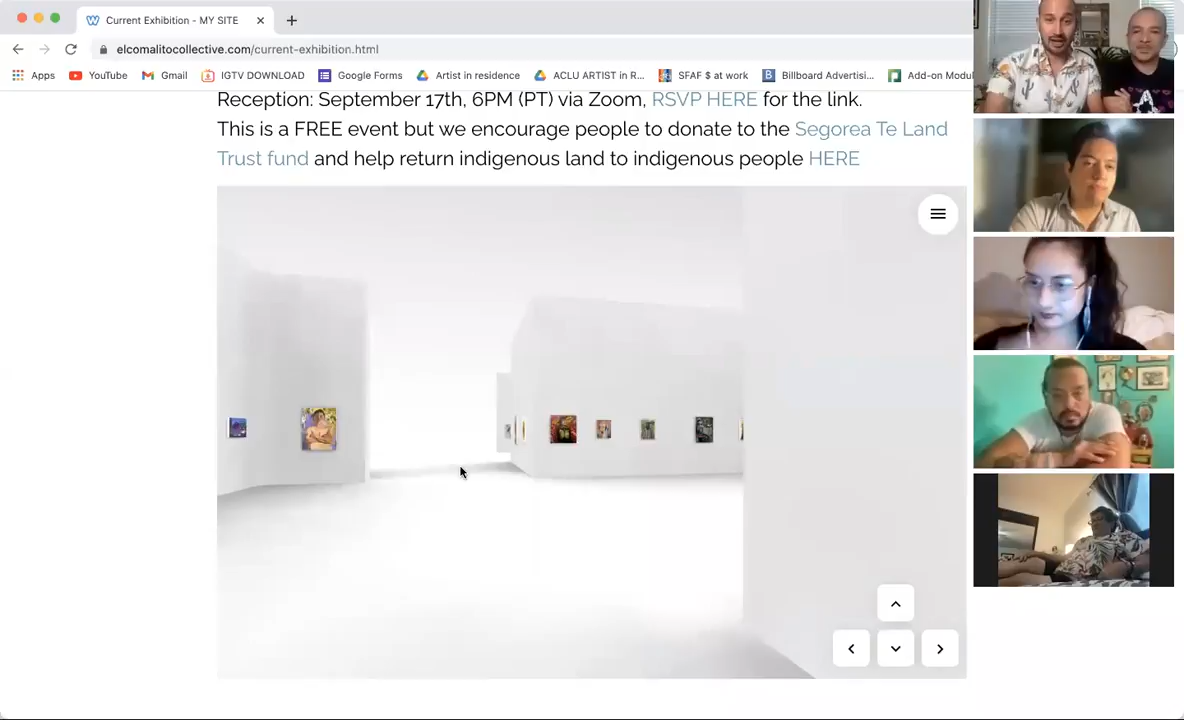 Current Exhibition - MY SITE
elcomalitocollective.com/current-exhibition.html
Apps YouTube Gmail IGTV DOWNLOAD Google Forms Artist in residence ACLU ARTIST in R... SFAF $ at work Billboard Advertisi... Add-on Modul
Reception: September 17th, 6PM (PT) via Zoom, RSVP HERE for the link.
This is a FREE event but we encourage people to donate to the Segorea Te Land
Trust fund and help return indigenous land to indigenous people HERE